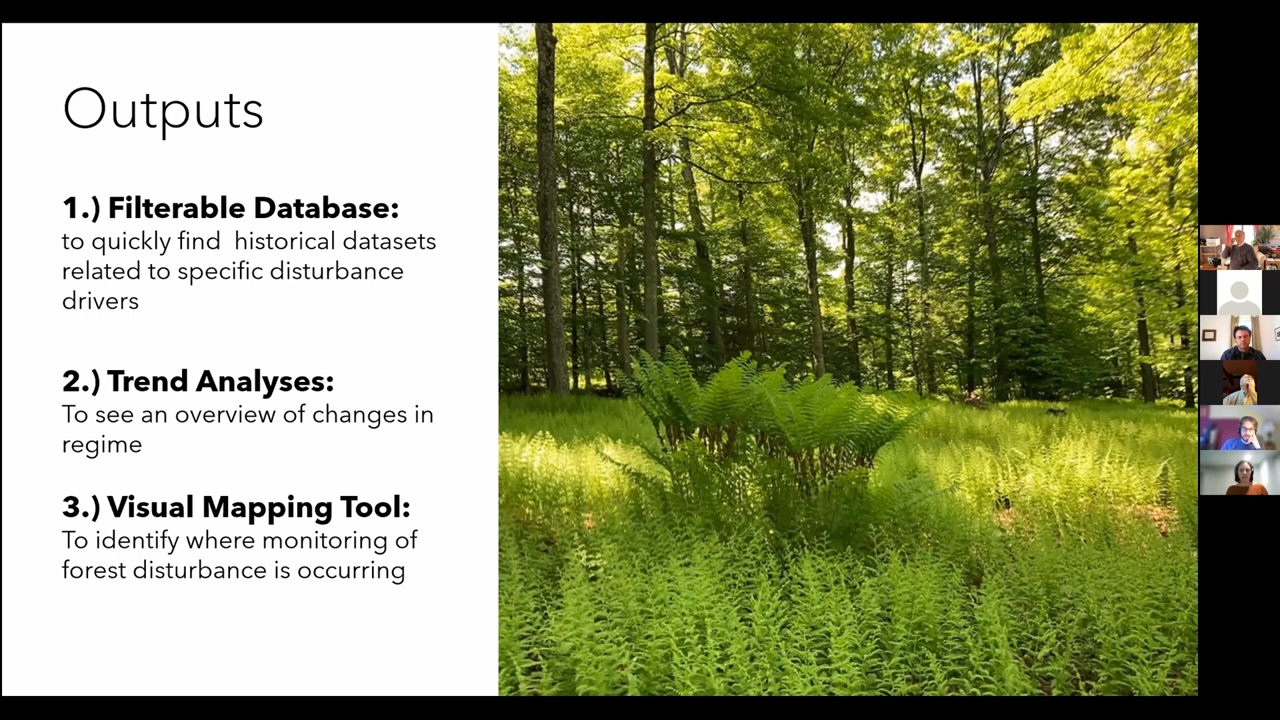 Outputs
1.) Filterable Database:
to quickly find  historical datasets
related to specific disturbance
drivers
2.) Trend Analyses:
To see an overview of changes in
regime
3.) Visual Mapping Tool:
To identify where monitoring of
forest disturbance is occurring